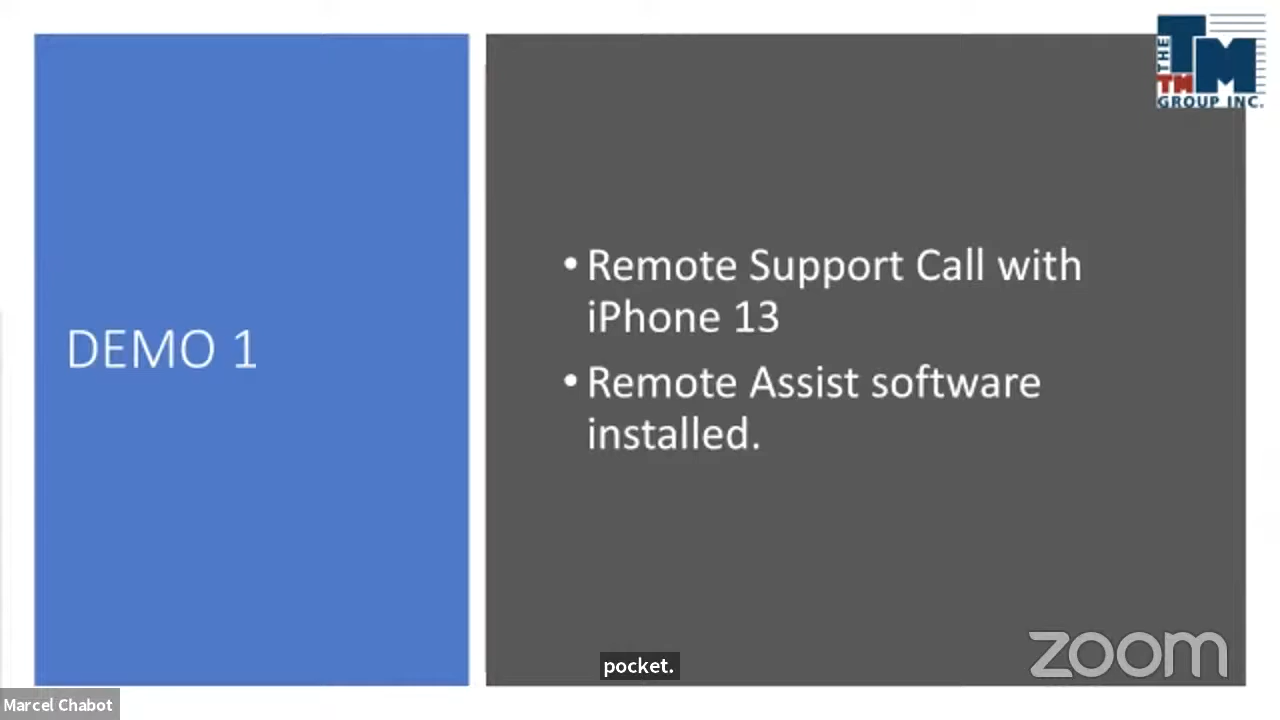 THE
TM
TM
GROUP INC.
DEMO 1
• Remote Support Call with
iPhone 13
• Remote Assist software
installed.
pocket.
zoom
Marcel Chabot